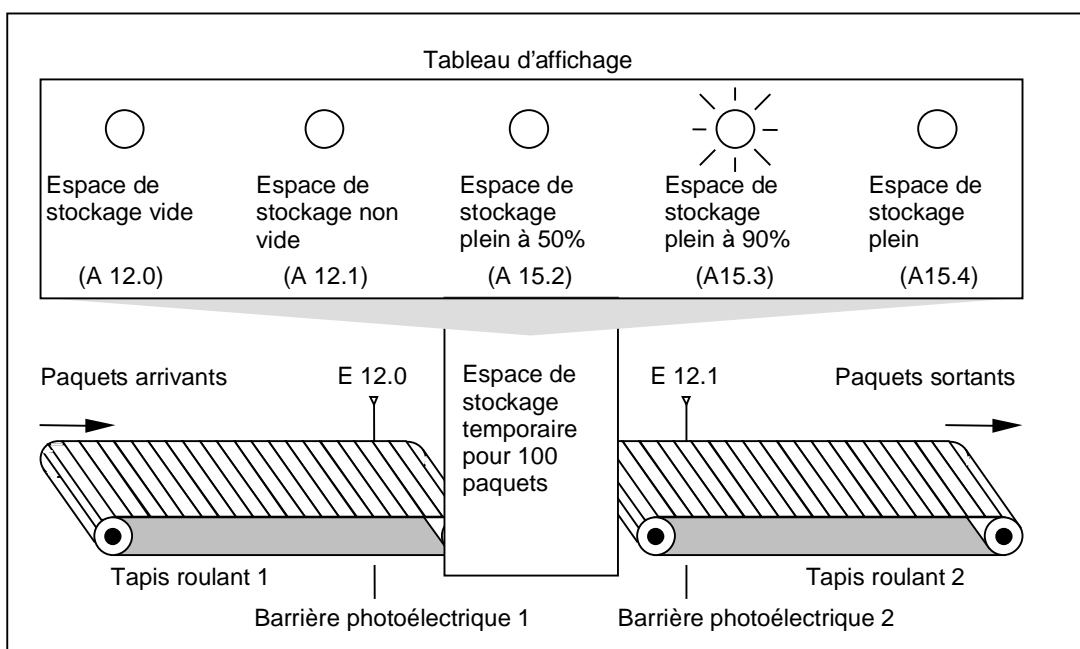 Tableau d'affichage
Espace de
stockage vide
(A 12.0)
Espace de
stockage non
vide
(A 12.1)
Espace de
stockage
plein à 50%
(A 15.2)
Espace de
stockage
plein à 90%
(A15.3)
Espace de
stockage
plein
(A15.4)
Paquets arrivants
E 12.0
Espace de
stockage
temporaire
pour 100
paquets
E 12.1
Paquets sortants
Tapis roulant 1
Tapis roulant 2
Barrière photoélectrique 1
Barrière photoélectrique 2